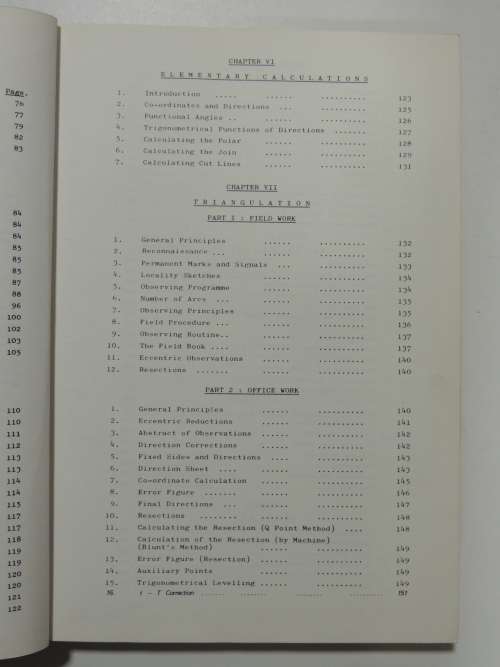 Page.
76
77
79
82
83
84
84
84
85
85
85
87
88
96
100
102
103
105
110
110
111
112
113
113
114
114
115
117
117
118
119
119
120
120
121
122
CHAPTER VI
ELEMENTARY CALCULATIONS
1. Introduction ..... ...... .......... 123
2. Co-ordinates and Directions ... .......... 125
3. Functional Angles .. ...... .......... 126
4. Trigonometrical Functions of Directions ....... 127
5. Calculating the Polar ...... .......... 128
6. Calculating the Join ...... .......... 129
7. Calculating Cut Lines ...... .......... 131
CHAPTER VII
TRIANGULATION
PART I : FIELD WORK
1. General Principles ...... .......... 132
2. Reconnaissance ... ...... .......... 132
3. Permanent Marks and Signals ... .......... 133
4. Locality Sketches ...... .......... 134
5. Observing Programme ...... .......... 134
6. Number of Arcs ... ...... .......... 135
7. Observing Principles ...... .......... 135
8. Field Procedure ... ...... .......... 136
9. Observing Routine.. ...... .......... 137
10. The Field Book .... ...... .......... 137
11. Eccentric Observations ...... .......... 140
12. Resections ....... ...... .......... 140
PART 2 : OFFICE WORK
1. General Principles ...... .......... 140
2. Eccentric Reductions ...... .......... 141
3. Abstract of Observations ...... .......... 142
4. Direction Corrections ...... .......... 142
5. Fixed Sides and Directions .... .......... 143
6. Direction Sheet .... ...... .......... 143
7. Co-ordinate Calculation ...... .......... 145
8. Error Figure ....... ...... .......... 146
9. Final Directions ... ...... .......... 147
10. Resections ........ ....... .......... 148
11. Calculating the Resection (Q Point Method) .... 148
12. Calculation of the Resection (by Machine)
(Blunt's Method) ...... .......... 149
13. Error Figure (Resection) ...... .......... 149
14. Auxiliary Points ...... .......... 149
15. Trigonometrical Levelling ...... .......... 149
16. t - T Correction ....... ........ ........ .......... 151